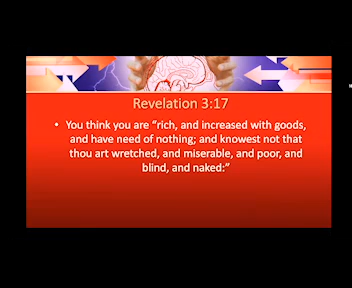 Revelation 3:17
• You think you are “rich, and increased with goods,
and have need of nothing; and knowest not that
thou art wretched, and miserable, and poor, and
blind, and naked:”